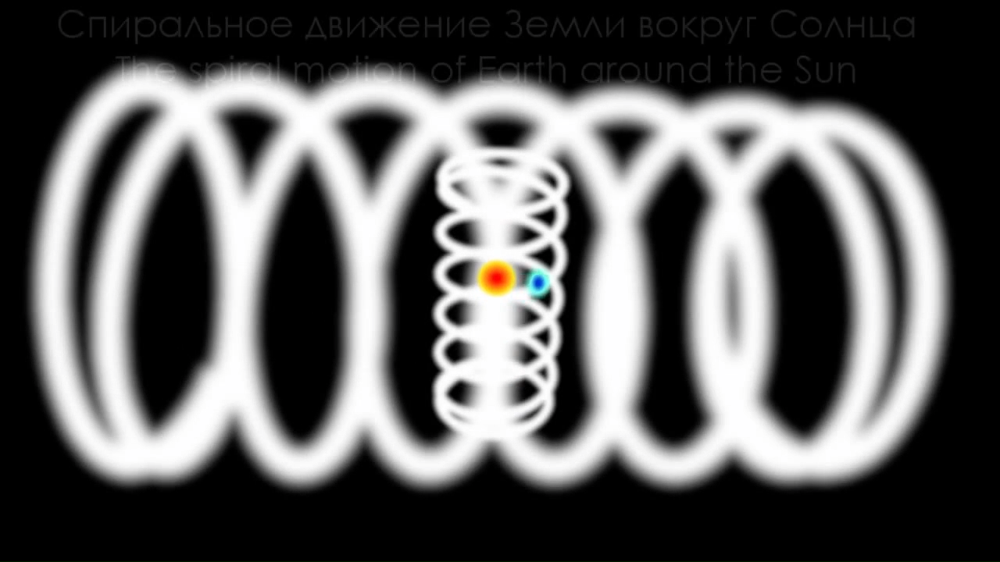 Спиральное движение Земли вокруг Солнца
The spiral motion of Earth around the Sun